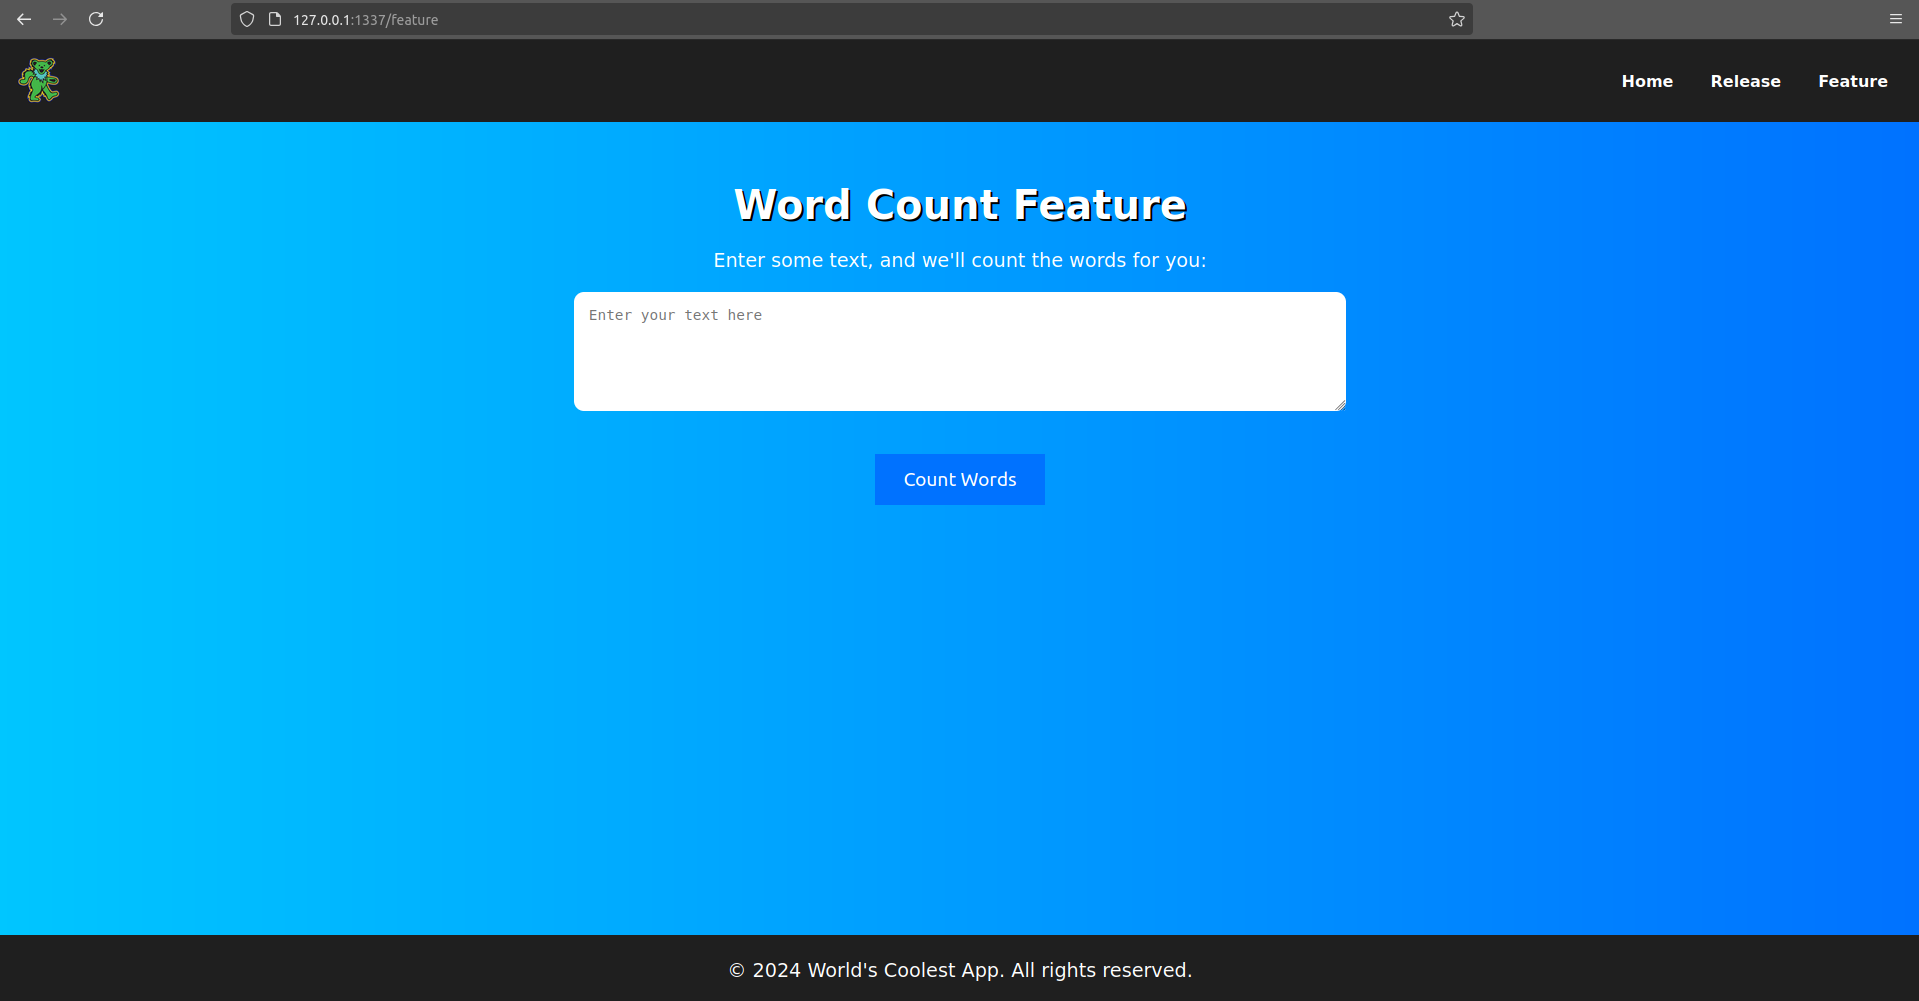 127.0.0.1:1337/feature
Home Release Feature
Word Count Feature
Enter some text, and we'll count the words for you:
Enter your text here
Count Words
© 2024 World's Coolest App. All rights reserved.